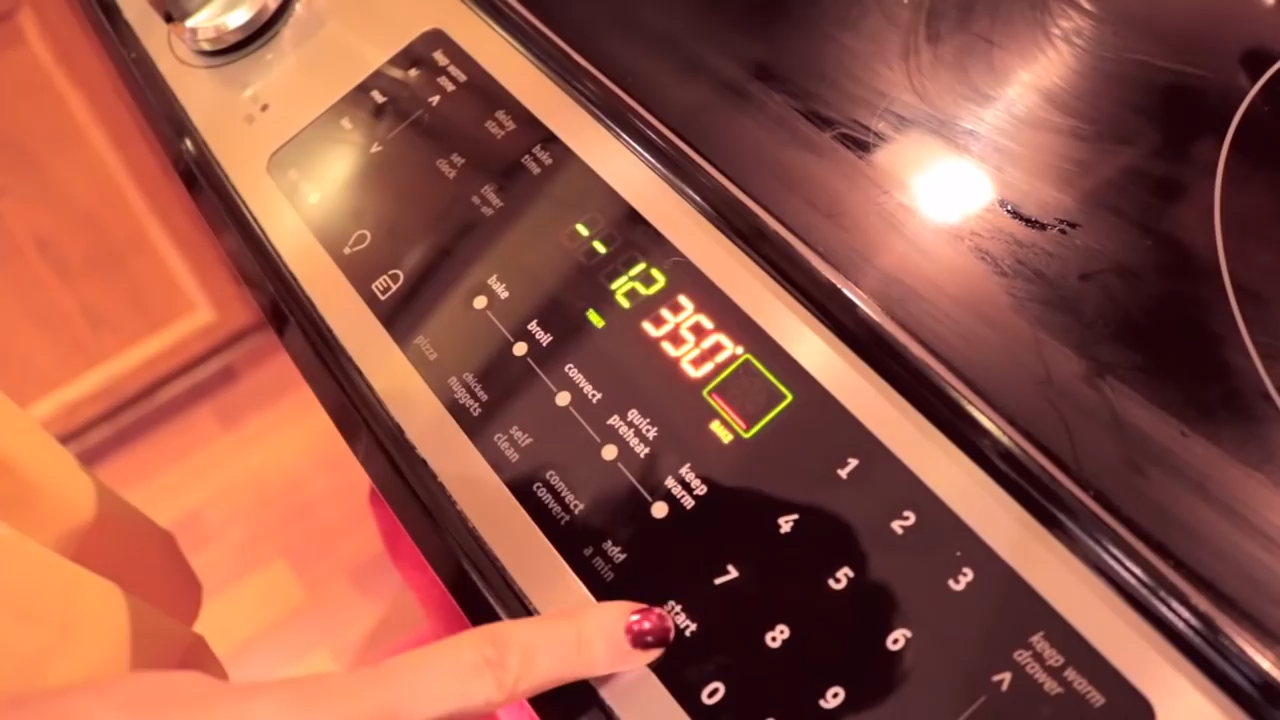 keep warm
zone
delay
start
bake
time
set
clock
timer
on·off
--12
TIMER
350°
BAKE
bake
broil
convect
quick
preheat
keep
warm
pizza
chicken
nuggets
self
clean
convect
convert
add
a min
start
1
2
3
4
5
6
7
8
9
0
keep warm
drawer